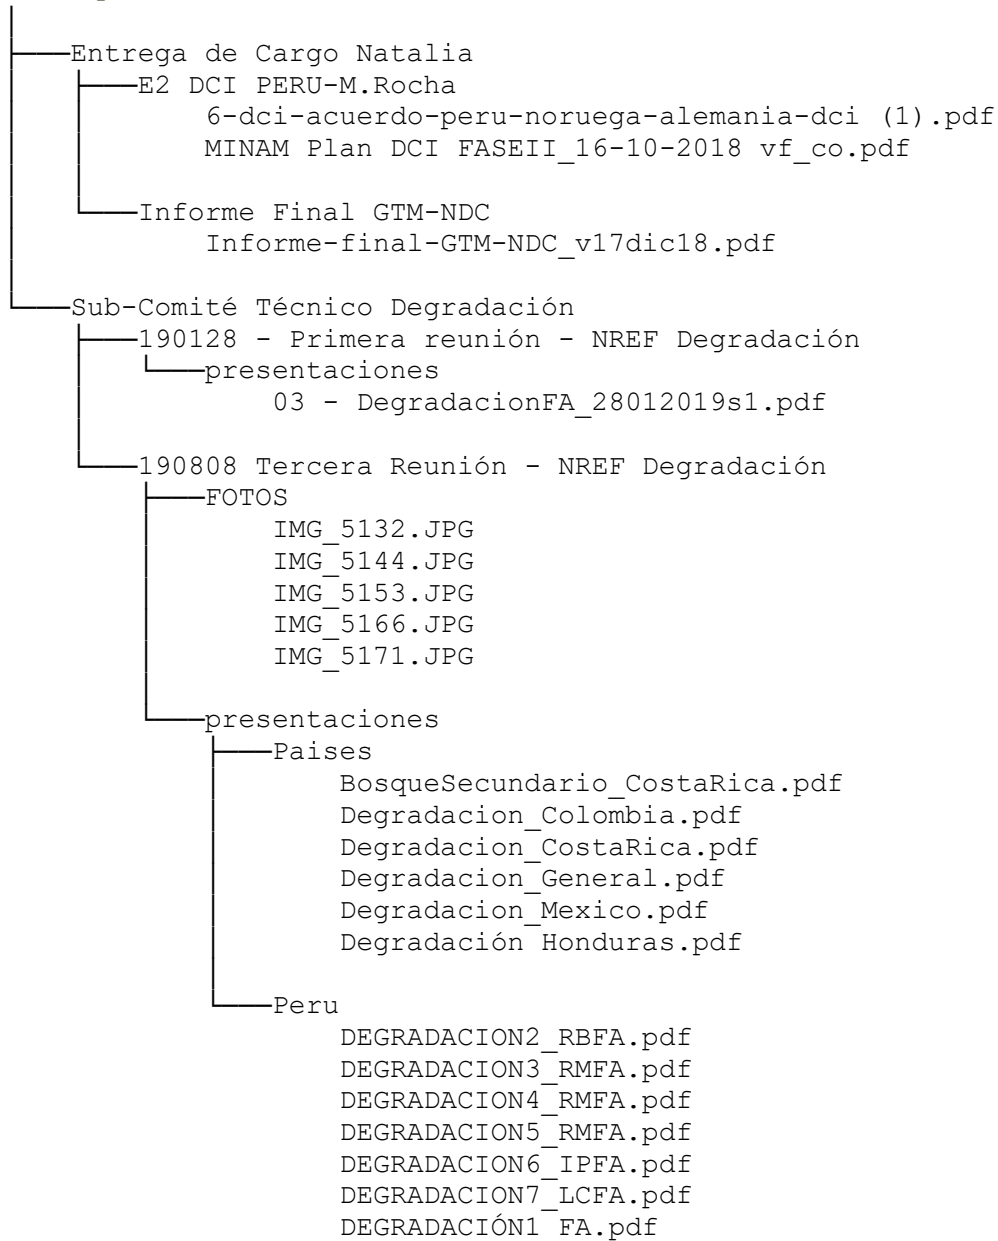 Entrega de Cargo Natalia
E2 DCI PERU-M.Rocha
6-dci-acuerdo-peru-noruega-alemania-dci (1).pdf
MINAM Plan DCI FASEII_16-10-2018 vf_co.pdf
Informe Final GTM-NDC
Informe-final-GTM-NDC_v17dic18.pdf
Sub-Comité Técnico Degradación
190128 - Primera reunión - NREF Degradación
presentaciones
03 - DegradacionFA_28012019s1.pdf
190808 Tercera Reunión - NREF Degradación
FOTOS
IMG_5132.JPG
IMG_5144.JPG
IMG_5153.JPG
IMG_5166.JPG
IMG_5171.JPG
presentaciones
Paises
BosqueSecundario_CostaRica.pdf
Degradacion_Colombia.pdf
Degradacion_CostaRica.pdf
Degradacion_General.pdf
Degradacion_Mexico.pdf
Degradación Honduras.pdf
Peru
DEGRADACION2_RBFA.pdf
DEGRADACION3_RMFA.pdf
DEGRADACION4_RMFA.pdf
DEGRADACION5_RMFA.pdf
DEGRADACION6_IPFA.pdf
DEGRADACION7_LCFA.pdf
DEGRADACIÓN1_FA.pdf